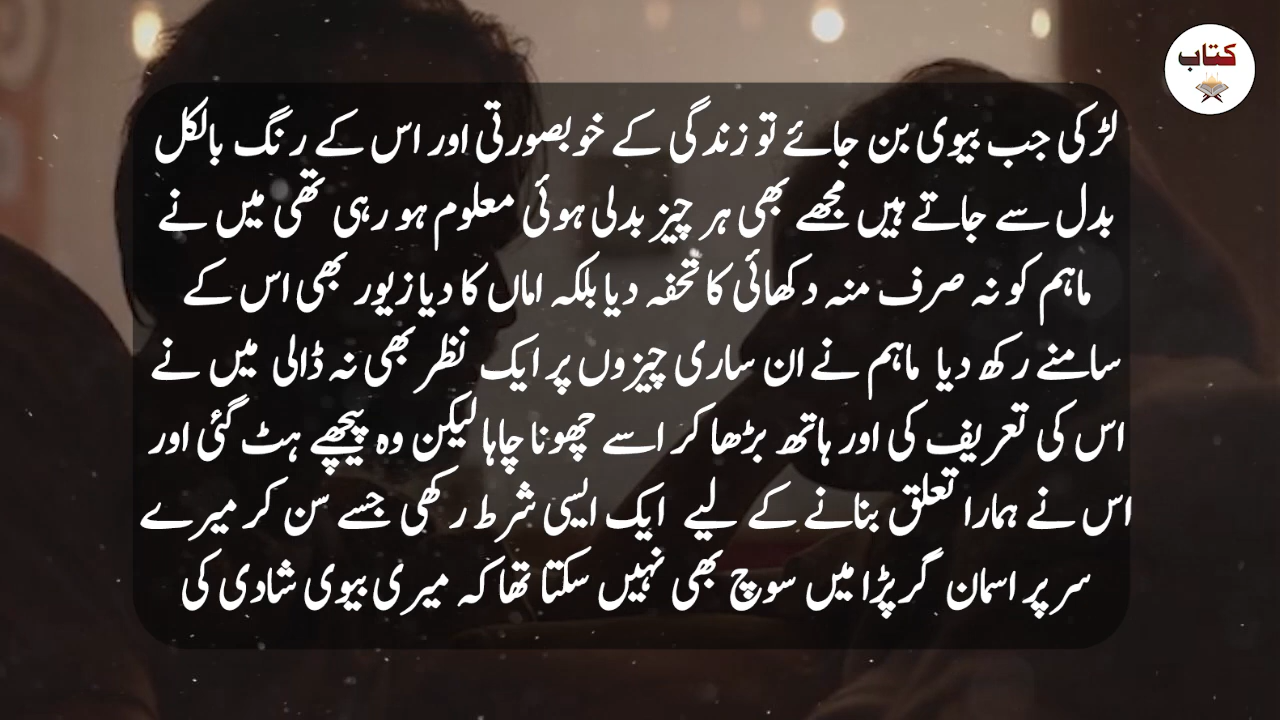 کتاب
لڑکی جب بیوی بن جائے تو زندگی کے خوبصورتی اور اس کے رنگ بالکل
بدل سے جاتے ہیں مجھے بھی ہر چیز بدلی ہوئی معلوم ہو رہی تھی میں نے
ماہم کو نہ صرف منہ دکھائی کا تحفہ دیا بلکہ اماں کا دیا زیور بھی اس کے
سامنے رکھ دیا ماہم نے ان ساری چیزوں پر ایک نظر بھی نہ ڈالی میں نے
اس کی تعریف کی اور ہاتھ بڑھا کر اسے چھونا چاہا لیکن وہ پیچھے ہٹ گئی اور
اس نے ہمارا تعلق بنانے کے لیے ایک ایسی شرط رکھی جسے سن کر میرے
سر پر اسمان گر پڑا میں سوچ بھی نہیں سکتا تھا کہ میری بیوی شادی کی